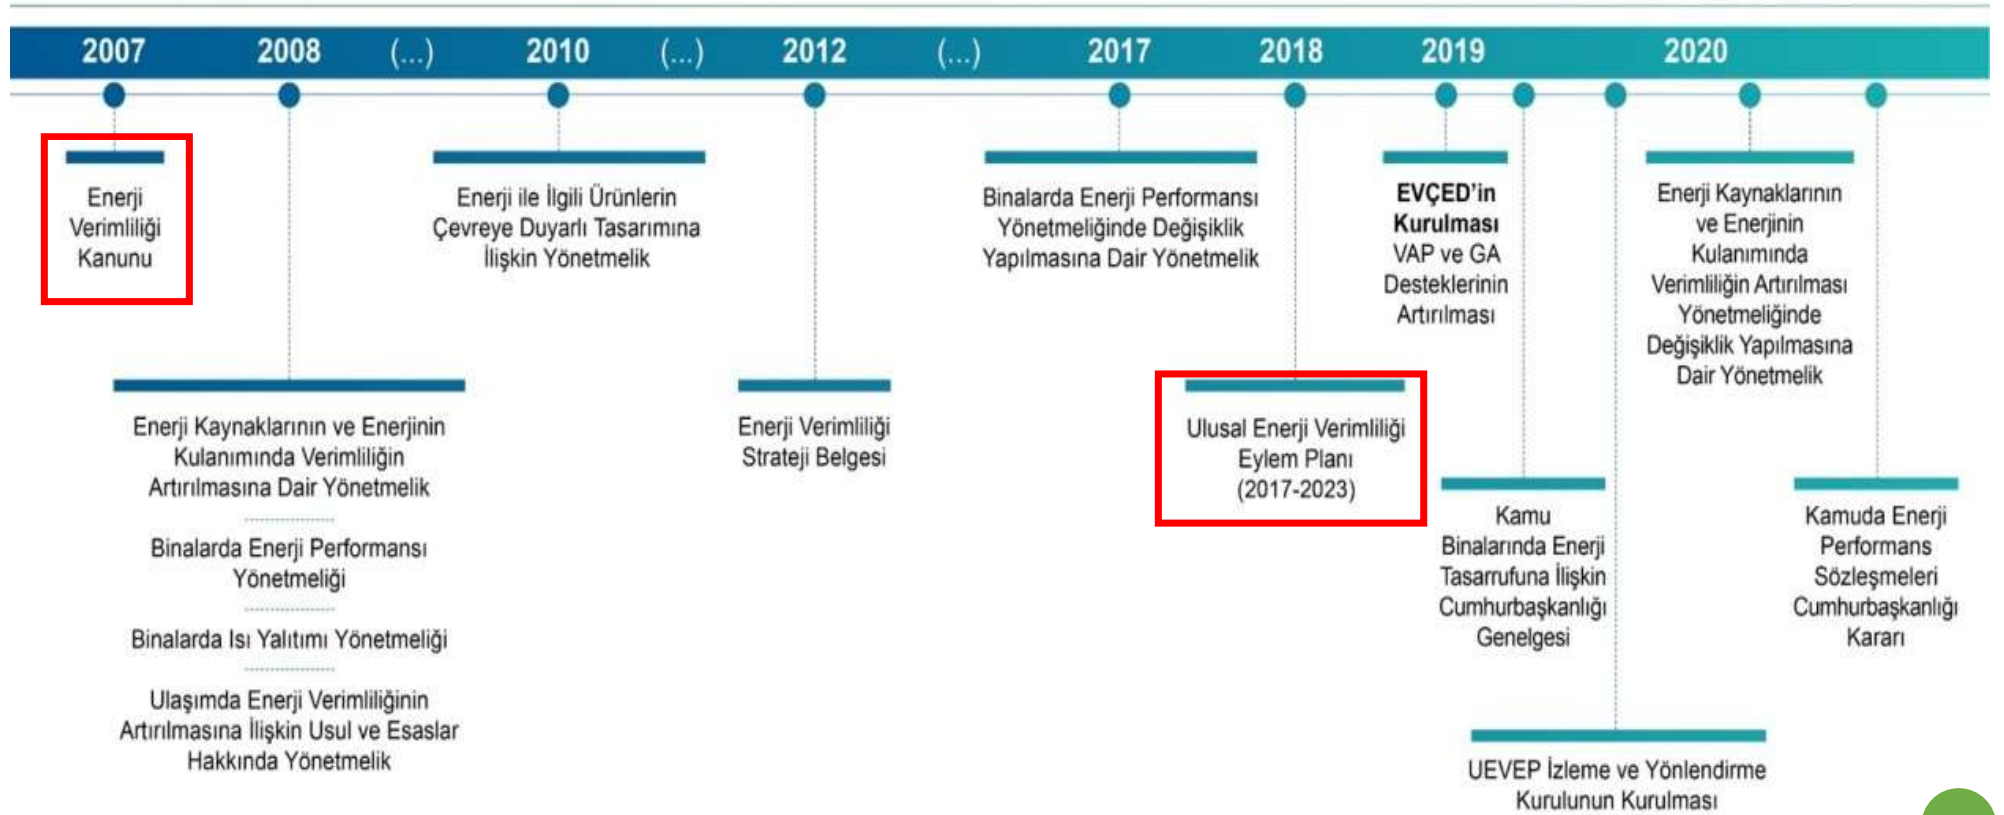 2007 2008 (...) 2010 (...) 2012 (...) 2017 2018 2019 2020
Enerji
Verimliliği
Kanunu
Enerji Kaynaklarının ve Enerjinin
Kulanımında Verimliliğin
Artırılmasına Dair Yönetmelik
Binalarda Enerji Performansı
Yönetmeliği
Binalarda Isı Yalıtımı Yönetmeliği
Ulaşımda Enerji Verimliliğinin
Artırılmasına İlişkin Usul ve Esaslar
Hakkında Yönetmelik
Enerji ile İlgili Ürünlerin
Çevreye Duyarlı Tasarımına
İlişkin Yönetmelik
Enerji Verimliliği
Strateji Belgesi
Binalarda Enerji Performansı
Yönetmeliğinde Değişiklik
Yapılmasına Dair Yönetmelik
Ulusal Enerji Verimliliği
Eylem Planı
(2017-2023)
EVÇED'in
Kurulması
VAP ve GA
Desteklerinin
Artırılması
Kamu
Binalarında Enerji
Tasarrufuna İlişkin
Cumhurbaşkanlığı
Genelgesi
UEVEP İzleme ve Yönlendirme
Kurulunun Kurulması
Enerji Kaynaklarının
ve Enerjinin
Kulanımında
Verimliliğin Artırılması
Yönetmeliğinde
Değişiklik Yapılmasına
Dair Yönetmelik
Kamuda Enerji
Performans
Sözleşmeleri
Cumhurbaşkanlığı
Kararı